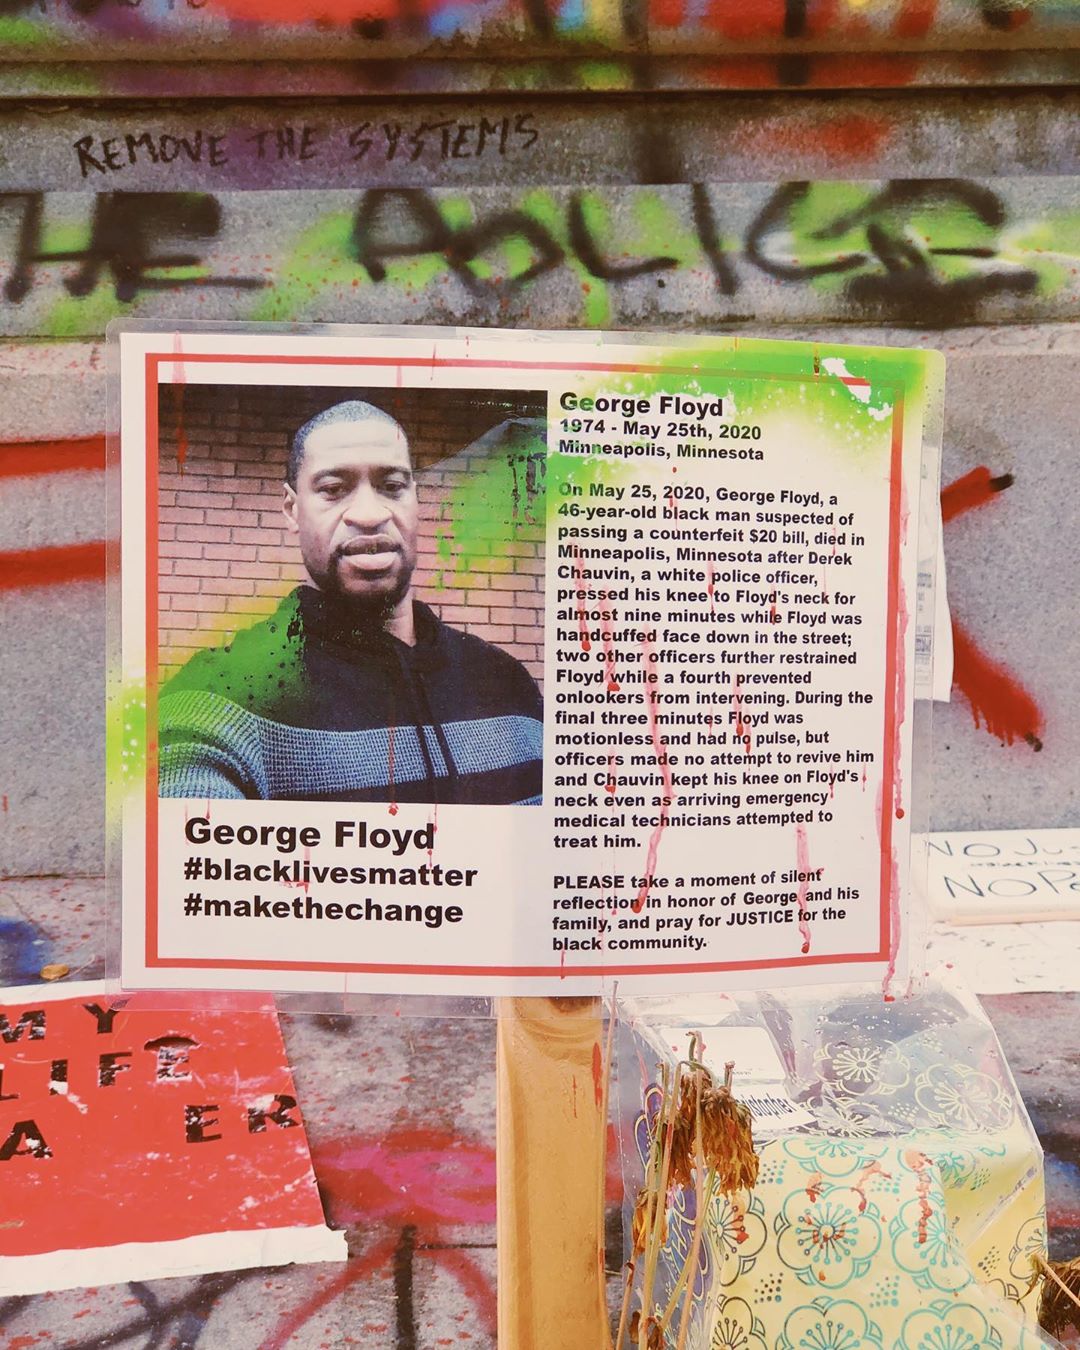 REMOVE THE SYSTEMS
HE POLICE
George Floyd
1974 - May 25th, 2020
Minneapolis, Minnesota
On May 25, 2020, George Floyd, a
46-year-old black man suspected of
passing a counterfeit $20 bill, died in
Minneapolis, Minnesota after Derek
Chauvin, a white police officer,
pressed his knee to Floyd's neck for
almost nine minutes while Floyd was
handcuffed face down in the street;
two other officers further restrained
Floyd while a fourth prevented
onlookers from intervening. During the
final three minutes Floyd was
motionless and had no pulse, but
officers made no attempt to revive him
and Chauvin kept his knee on Floyd's
neck even as arriving emergency
medical technicians attempted to
treat him.
PLEASE take a moment of silent
reflection in honor of George and his
family, and pray for JUSTICE for the
black community.
George Floyd
#blacklivesmatter
#makethechange
NO Ju
NO Pe
MY
LIFE
A ER